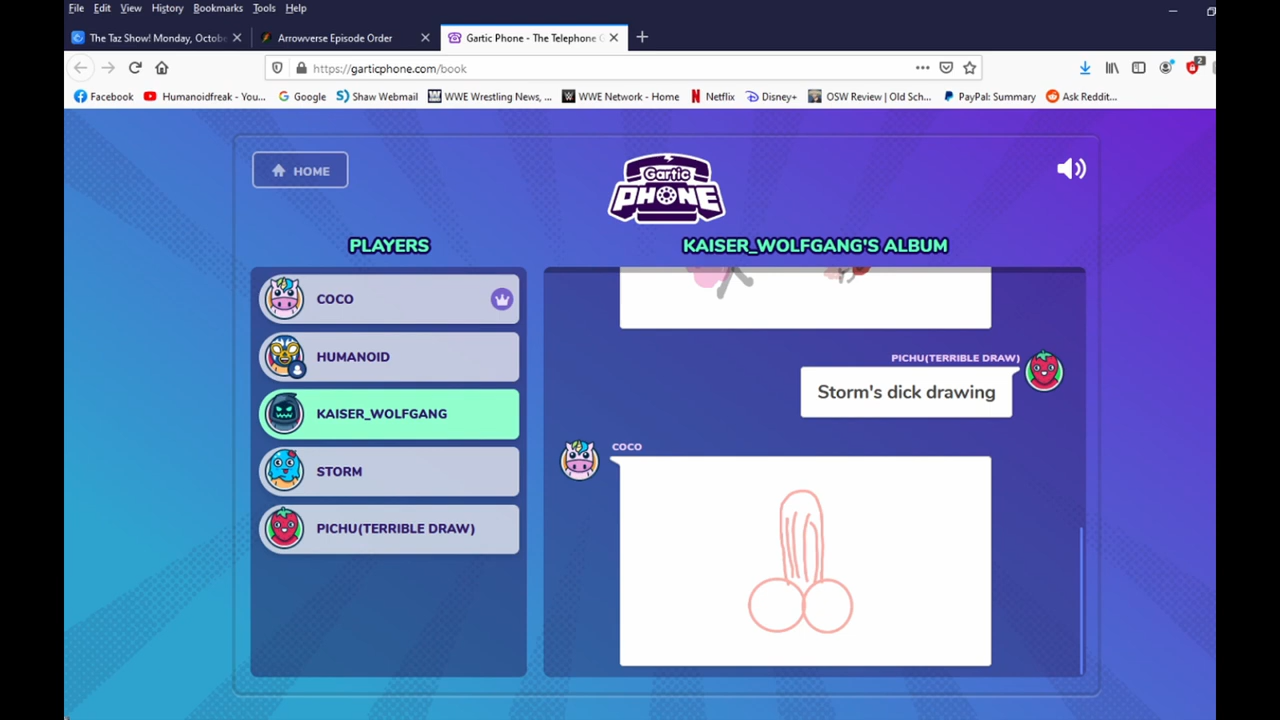 File Edit View History Bookmarks Tools Help
The Taz Show! Monday, Octobe
Arrowverse Episode Order
Gartic Phone - The Telephone G
https://garticphone.com/book
2
Facebook
Humanoidfreak - You...
Google
Shaw Webmail
WWE Wrestling News, ...
WWE Network - Home
Netflix
Disney+
OSW Review | Old Sch...
PayPal: Summary
Ask Reddit...
HOME
Gartic
PHONE
PLAYERS
KAISER_WOLFGANG'S ALBUM
COCO
HUMANOID
KAISER_WOLFGANG
STORM
PICHU(TERRIBLE DRAW)
PICHU(TERRIBLE DRAW)
Storm's dick drawing
COCO